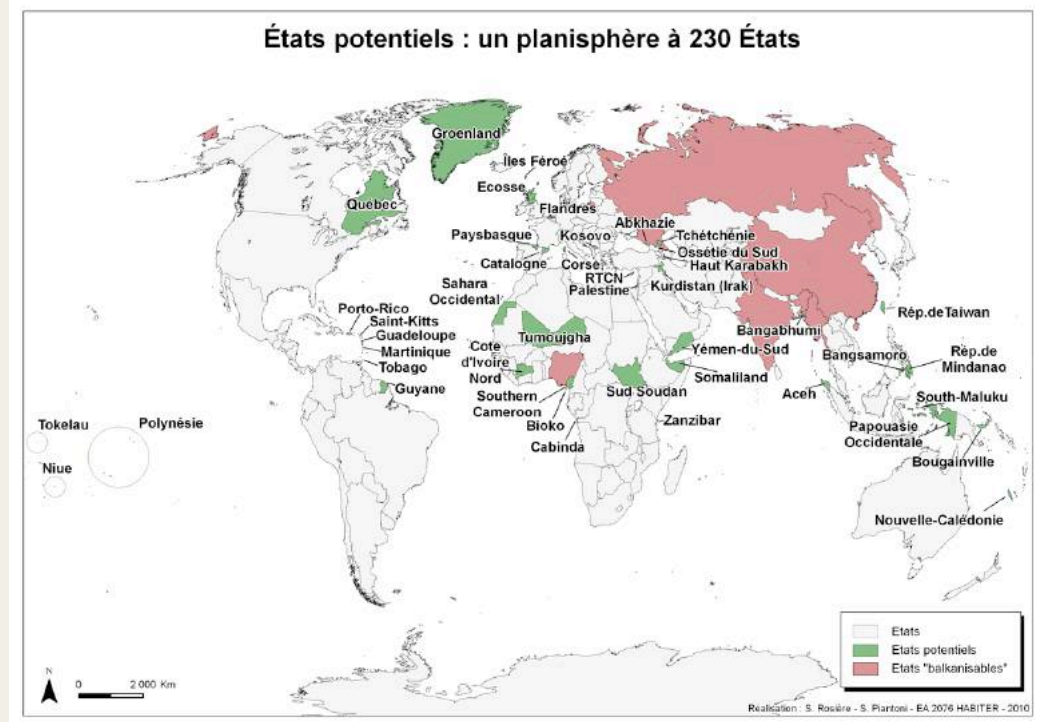 États potentiels : un planisphère à 230 États
Groenland
Îles Féroé
Ecosse
Québec
Flandres
Abkhazie
Paysbasque
Kosovo
Tchétchénie
Ossétie du Sud
Catalogne
Corse
Haut Karabakh
RTCN
Sahara
Occidental
Palestine
Kurdistan (Irak)
Porto-Rico
Saint-Kitts
Guadeloupe
Martinique
Tobago
Guyane
Tumoujgha
Cote
d'Ivoire
Nord
Bangabhumi
Yémen-du-Sud
Rép.deTaiwan
Bangsamoro
Rép.de
Mindanao
Southern
Cameroon
Sud Soudan
Somaliland
Aceh
South-Maluku
Bioko
Cabinda
Zanzibar
Papouasie
Occidentale
Bougainville
Tokelau
Polynésie
Niue
Nouvelle-Calédonie
N
0
2 000 Km
Etats
Etats potentiels
Etats "balkanisables"
Réalisation : S. Rosière - S. Piantoni - EA 2076 HABITER - 2010